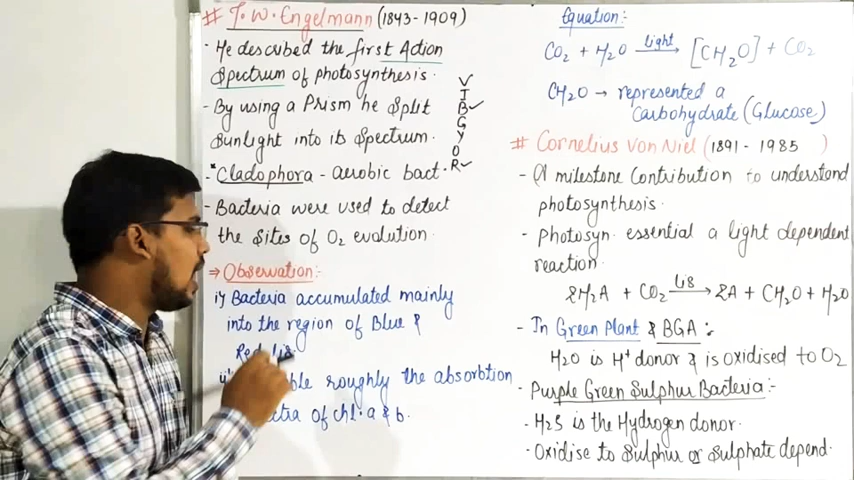 # T. W. Engelmann (1843-1909)
· He described the first Action
Spectrum of photosynthesis.
- By using a Prism he Split
Sunlight into its Spectrum.
V
I
B ✓
G
Y
O
R ✓
* Cladophora - aerobic bact.
- Bacteria were used to detect
the Sites of O2 evolution.
⇒ Observation:-
i) Bacteria accumulated mainly
into the region of Blue &
Red
ii) roughly the absorbtion
of chl. a & b.
Equation:-
CO2 + H2O light→ [CH2O] + CO2
CH2O → represented a
Carbohydrate (Glucose)
# Cornelius Von Niel (1891 - 1985)
- A milestone Contribution to understand
photosynthesis.
- Photosyn. essential a light dependent
reaction.
2H2A + CO2 → 2A + CH2O + H2O
- In Green Plant & BGA :-
H2O is H+ donor & is oxidised to O2
· Purple Green Sulphur Bacteria:-
- H2S is the Hydrogen donor.
· Oxidise to Sulphur or Sulphate depend.